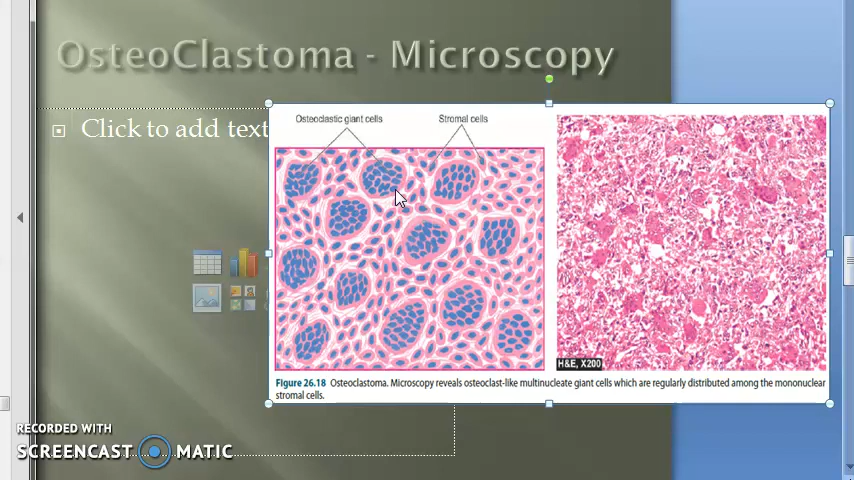 OsteoClastoma - Microscopy
Click to add text
Osteoclastic giant cells
Stromal cells
H&E, X200
Figure 26.18 Osteoclastoma. Microscopy reveals osteoclast-like multinucleate giant cells which are regularly distributed among the mononuclear
stromal cells.
RECORDED WITH
SCREENCAST MATIC